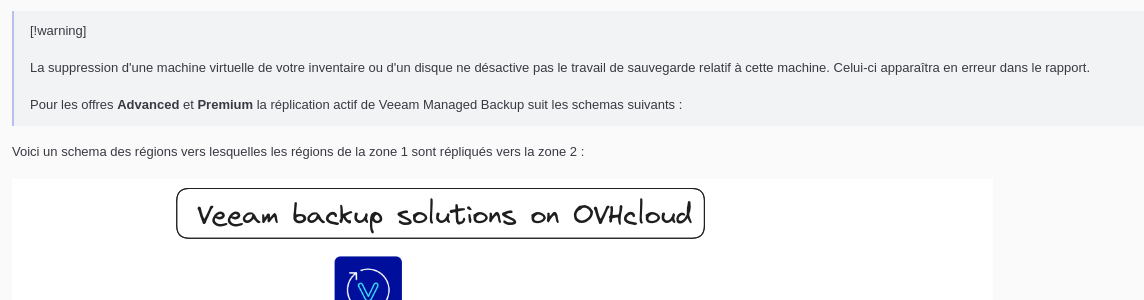 [!warning]
La suppression d'une machine virtuelle de votre inventaire ou d'un disque ne désactive pas le travail de sauvegarde relatif à cette machine. Celui-ci apparaîtra en erreur dans le rapport.
Pour les offres Advanced et Premium la réplication actif de Veeam Managed Backup suit les schemas suivants :
Voici un schema des régions vers lesquelles les régions de la zone 1 sont répliqués vers la zone 2 :
Veeam backup solutions on OVHcloud